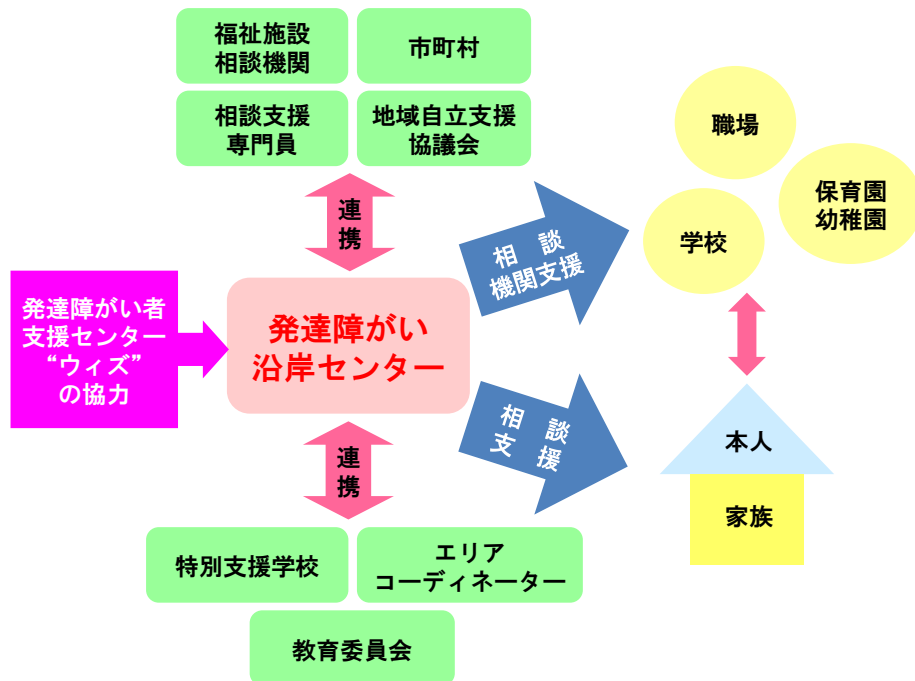 福祉施設
相談機関
市町村
相談支援
専門員
地域自立支援
協議会
職場
保育園
幼稚園
学校
連
携
相　談
機関支援
発達障がい者
支援センター
“ウィズ”
の協力
発達障がい
沿岸センター
相　談
支　援
本人
家族
連
携
特別支援学校
エリア
コーディネーター
教育委員会